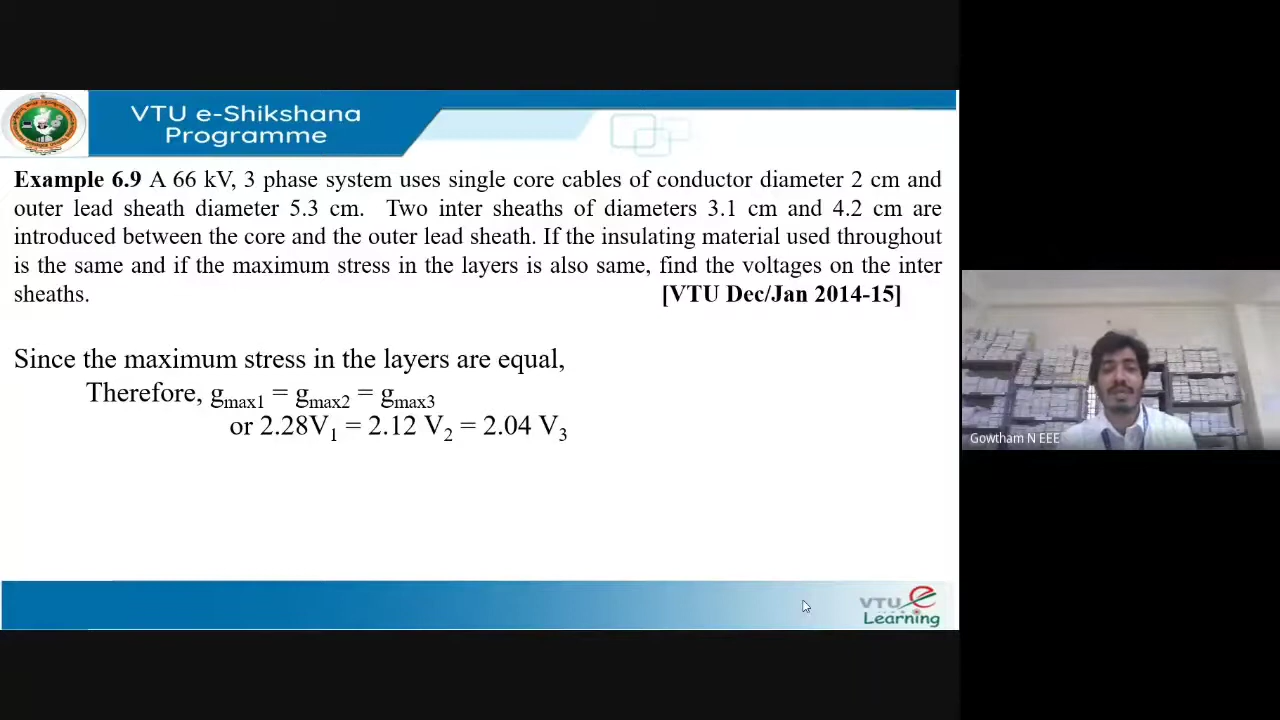 VTU e-Shikshana
Programme
Example 6.9 A 66 kV, 3 phase system uses single core cables of conductor diameter 2 cm and
outer lead sheath diameter 5.3 cm. Two inter sheaths of diameters 3.1 cm and 4.2 cm are
introduced between the core and the outer lead sheath. If the insulating material used throughout
is the same and if the maximum stress in the layers is also same, find the voltages on the inter
sheaths. [VTU Dec/Jan 2014-15]
Since the maximum stress in the layers are equal,
Therefore, gmax1 = gmax2 = gmax3
or 2.28V1 = 2.12 V2 = 2.04 V3
Gowtham N EEE
VTU e
Learning